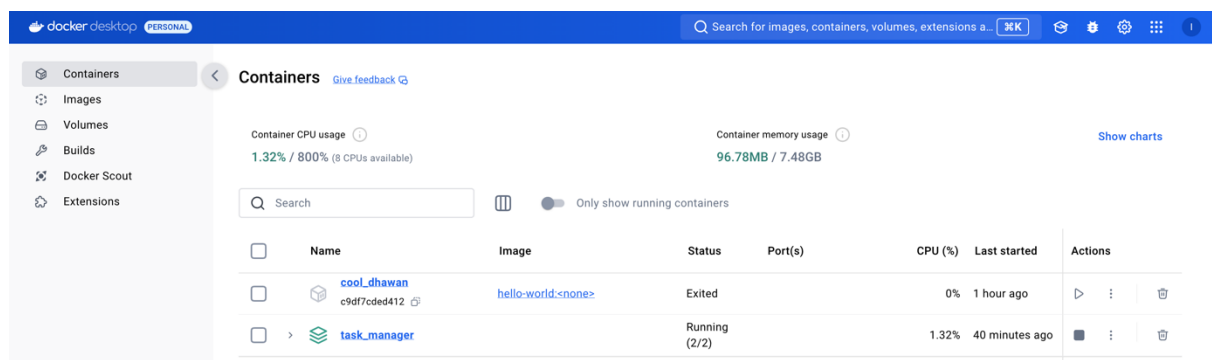 docker desktop PERSONAL
Search for images, containers, volumes, extensions a... ⌘K
I
Containers
Images
Volumes
Builds
Docker Scout
Extensions
Containers Give feedback
Container CPU usage
1.32% / 800% (8 CPUs available)
Container memory usage
96.78MB / 7.48GB
Show charts
Search
Only show running containers
Name Image Status Port(s) CPU (%) Last started Actions
cool_dhawan
c9df7cded412
hello-world:<none> Exited 0% 1 hour ago
task_manager
Running
(2/2)
1.32% 40 minutes ago